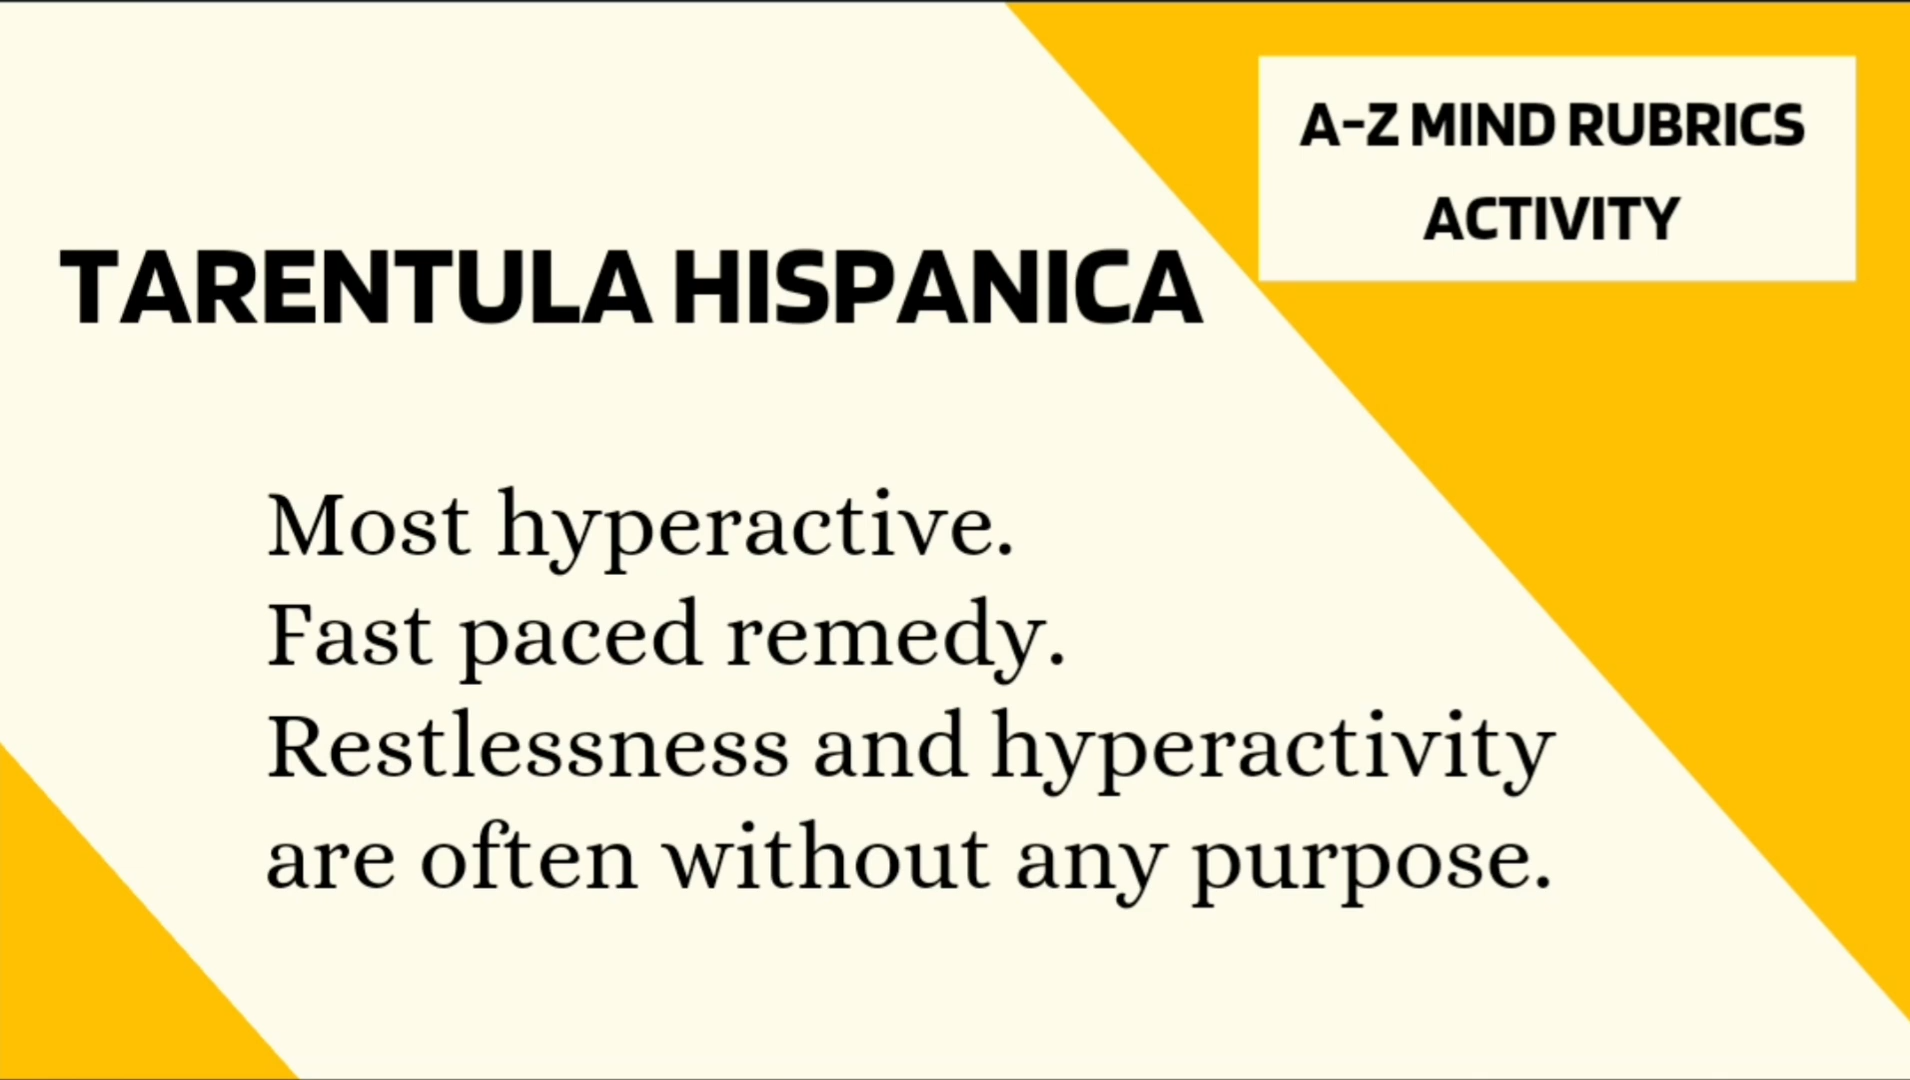 A-Z MIND RUBRICS
ACTIVITY
TARENTULA HISPANICA
Most hyperactive.
Fast paced remedy.
Restlessness and hyperactivity
are often without any purpose.